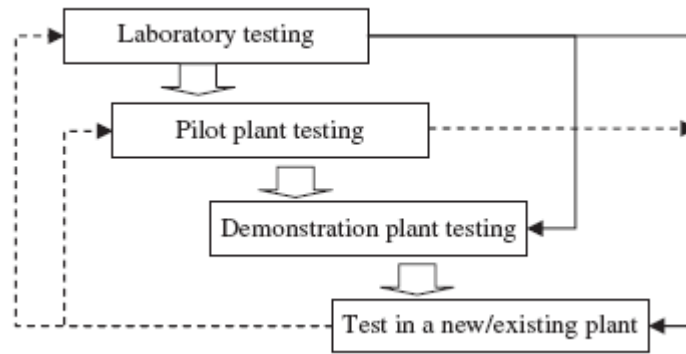 Laboratory testing
Pilot plant testing
Demonstration plant testing
Test in a new/existing plant